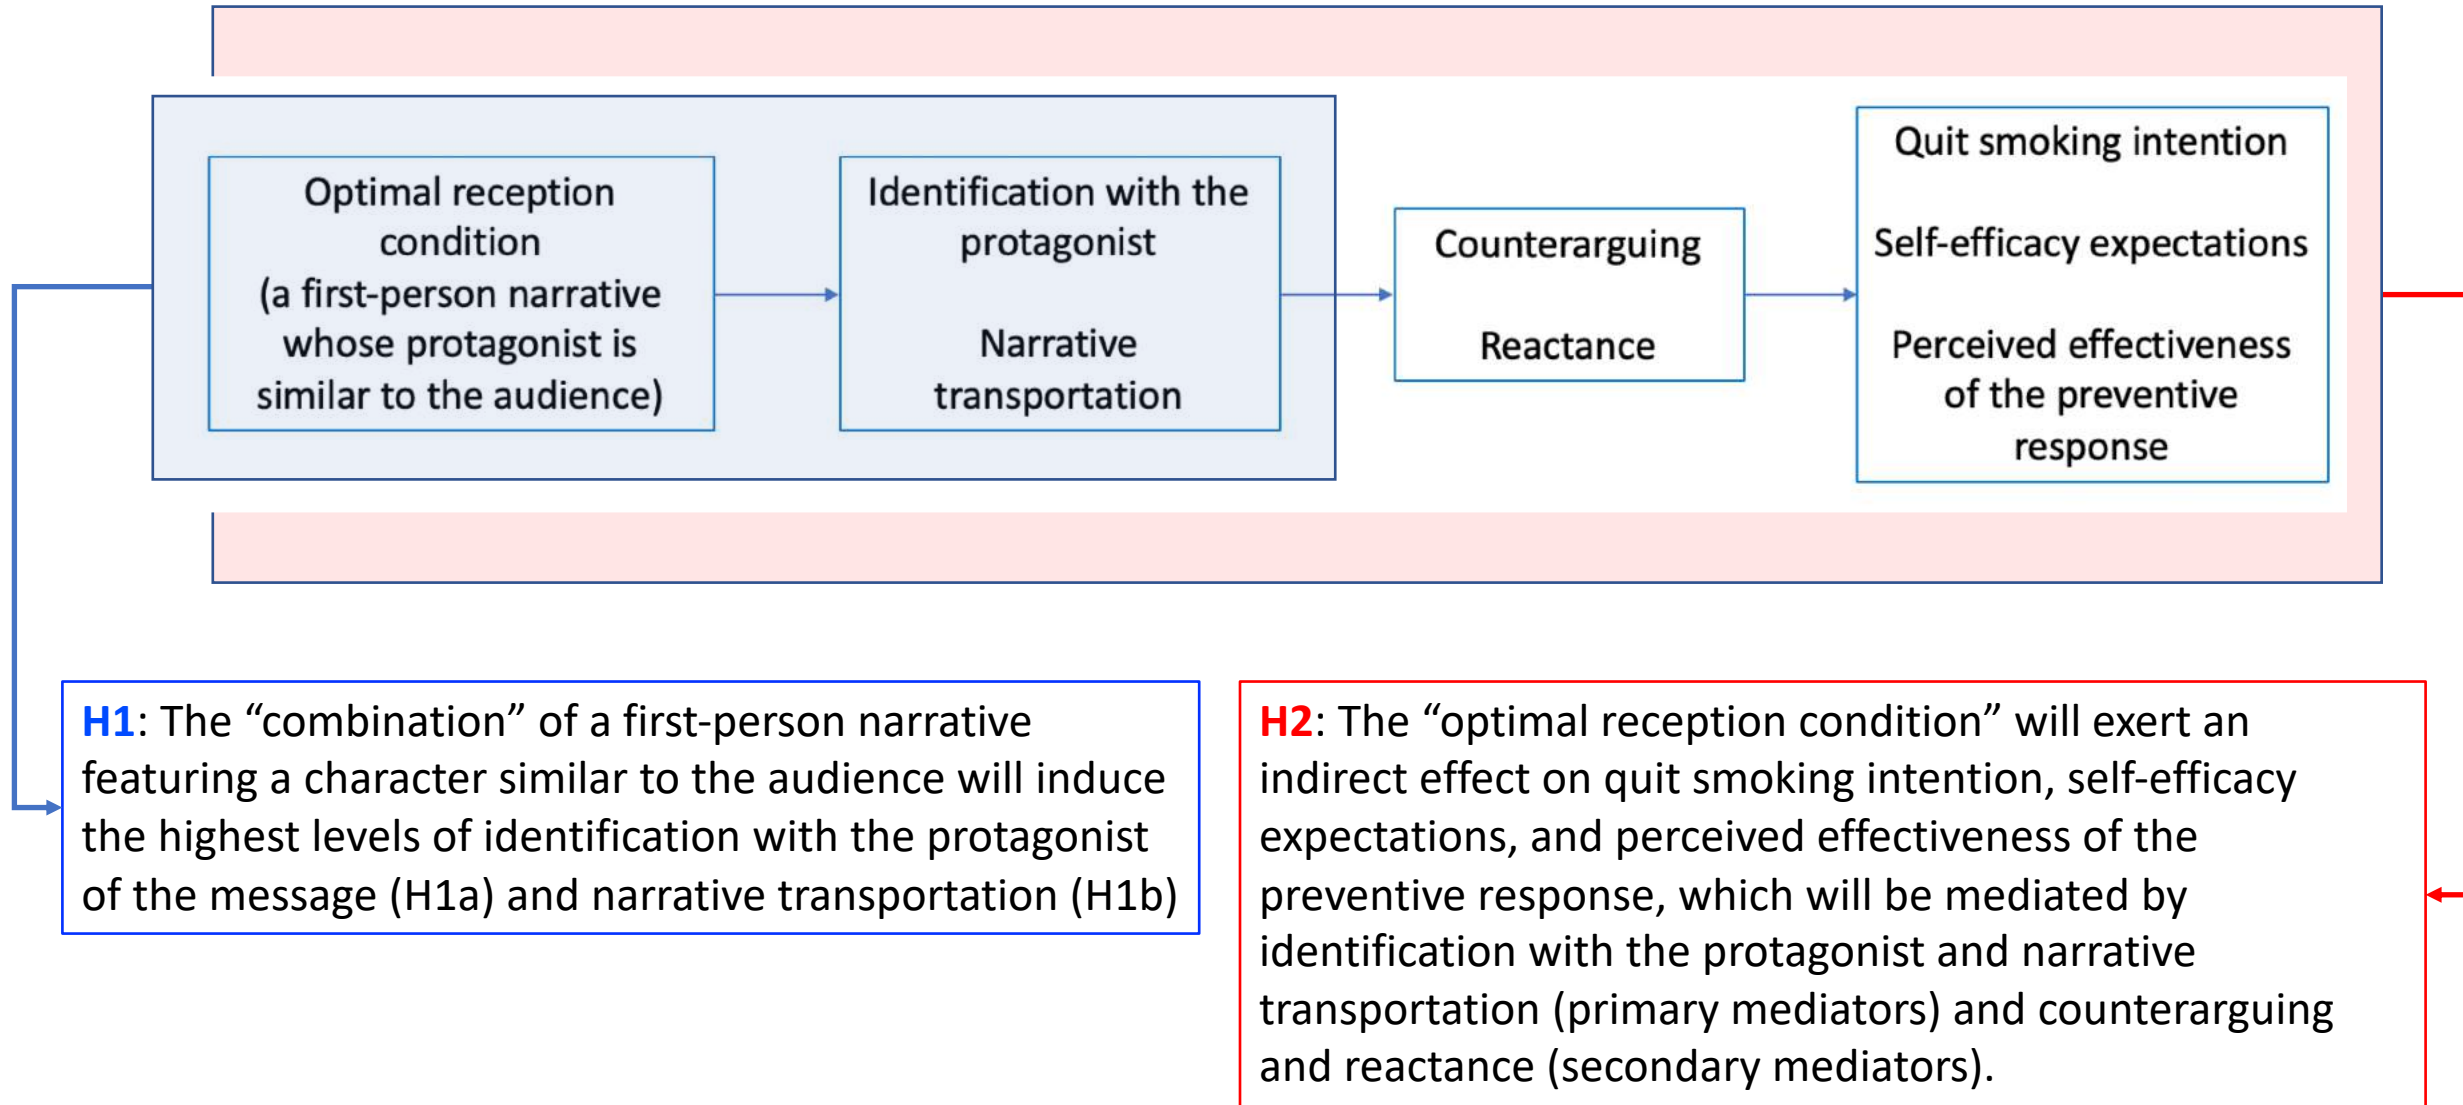 Optimal reception
condition
(a first-person narrative
whose protagonist is
similar to the audience)
Identification with the
protagonist
Narrative
transportation
Counterarguing
Reactance
Quit smoking intention
Self-efficacy expectations
Perceived effectiveness
of the preventive
response
H1: The “combination” of a first-person narrative
featuring a character similar to the audience will induce
the highest levels of identification with the protagonist
of the message (H1a) and narrative transportation (H1b)
H2: The “optimal reception condition” will exert an
indirect effect on quit smoking intention, self-efficacy
expectations, and perceived effectiveness of the
preventive response, which will be mediated by
identification with the protagonist and narrative
transportation (primary mediators) and counterarguing
and reactance (secondary mediators).